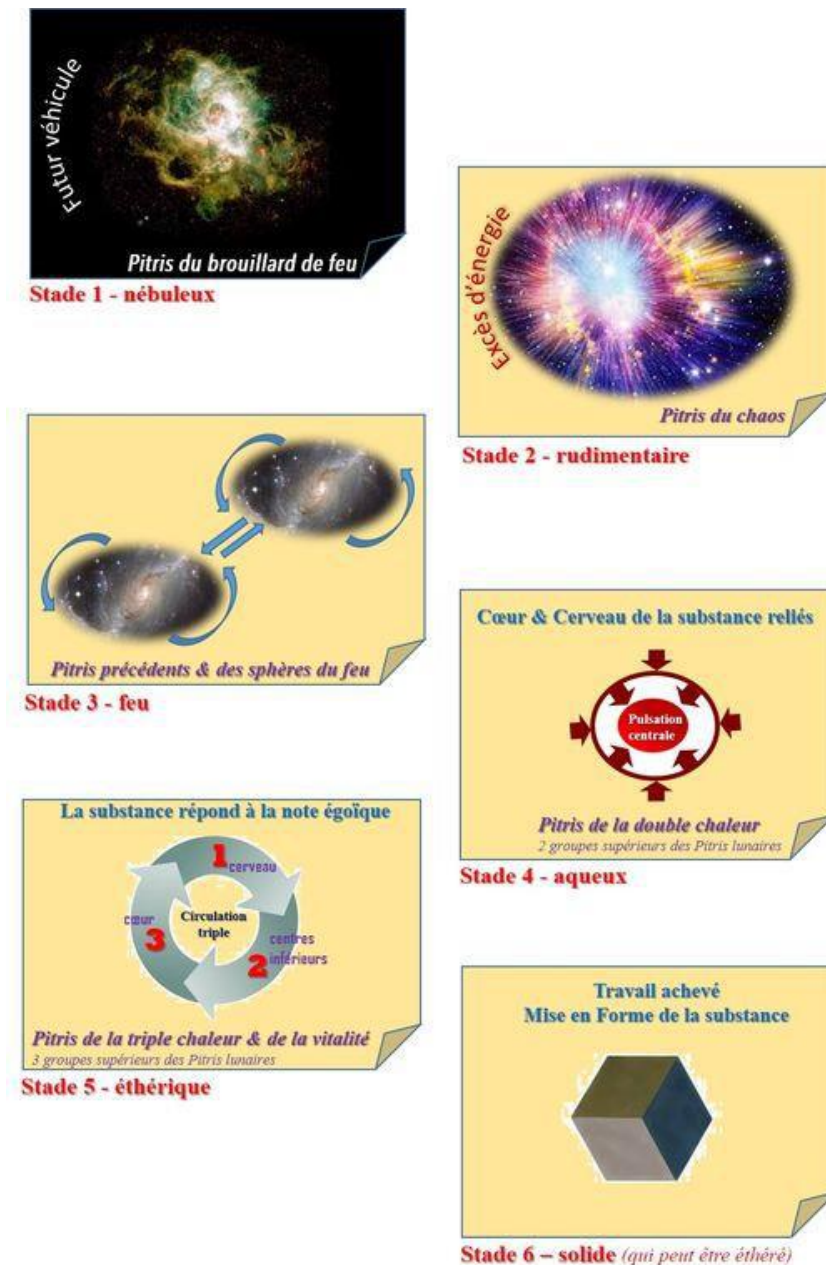 Futur véhicule
Pitris du brouillard de feu
Stade 1 - nébuleux
Excès d'énergie
Pitris du chaos
Stade 2 - rudimentaire
Pitris précédents & des sphères du feu
Stade 3 - feu
Cœur & Cerveau de la substance reliés
Pulsation
centrale
Pitris de la double chaleur
2 groupes supérieurs des Pitris lunaires
Stade 4 - aqueux
La substance répond à la note égoïque
1
cerveau
cœur
3
Circulation
triple
centres
2 inférieurs
Pitris de la triple chaleur & de la vitalité
3 groupes supérieurs des Pitris lunaires
Stade 5 - éthérique
Travail achevé
Mise en Forme de la substance
Stade 6 – solide (qui peut être éthéré)